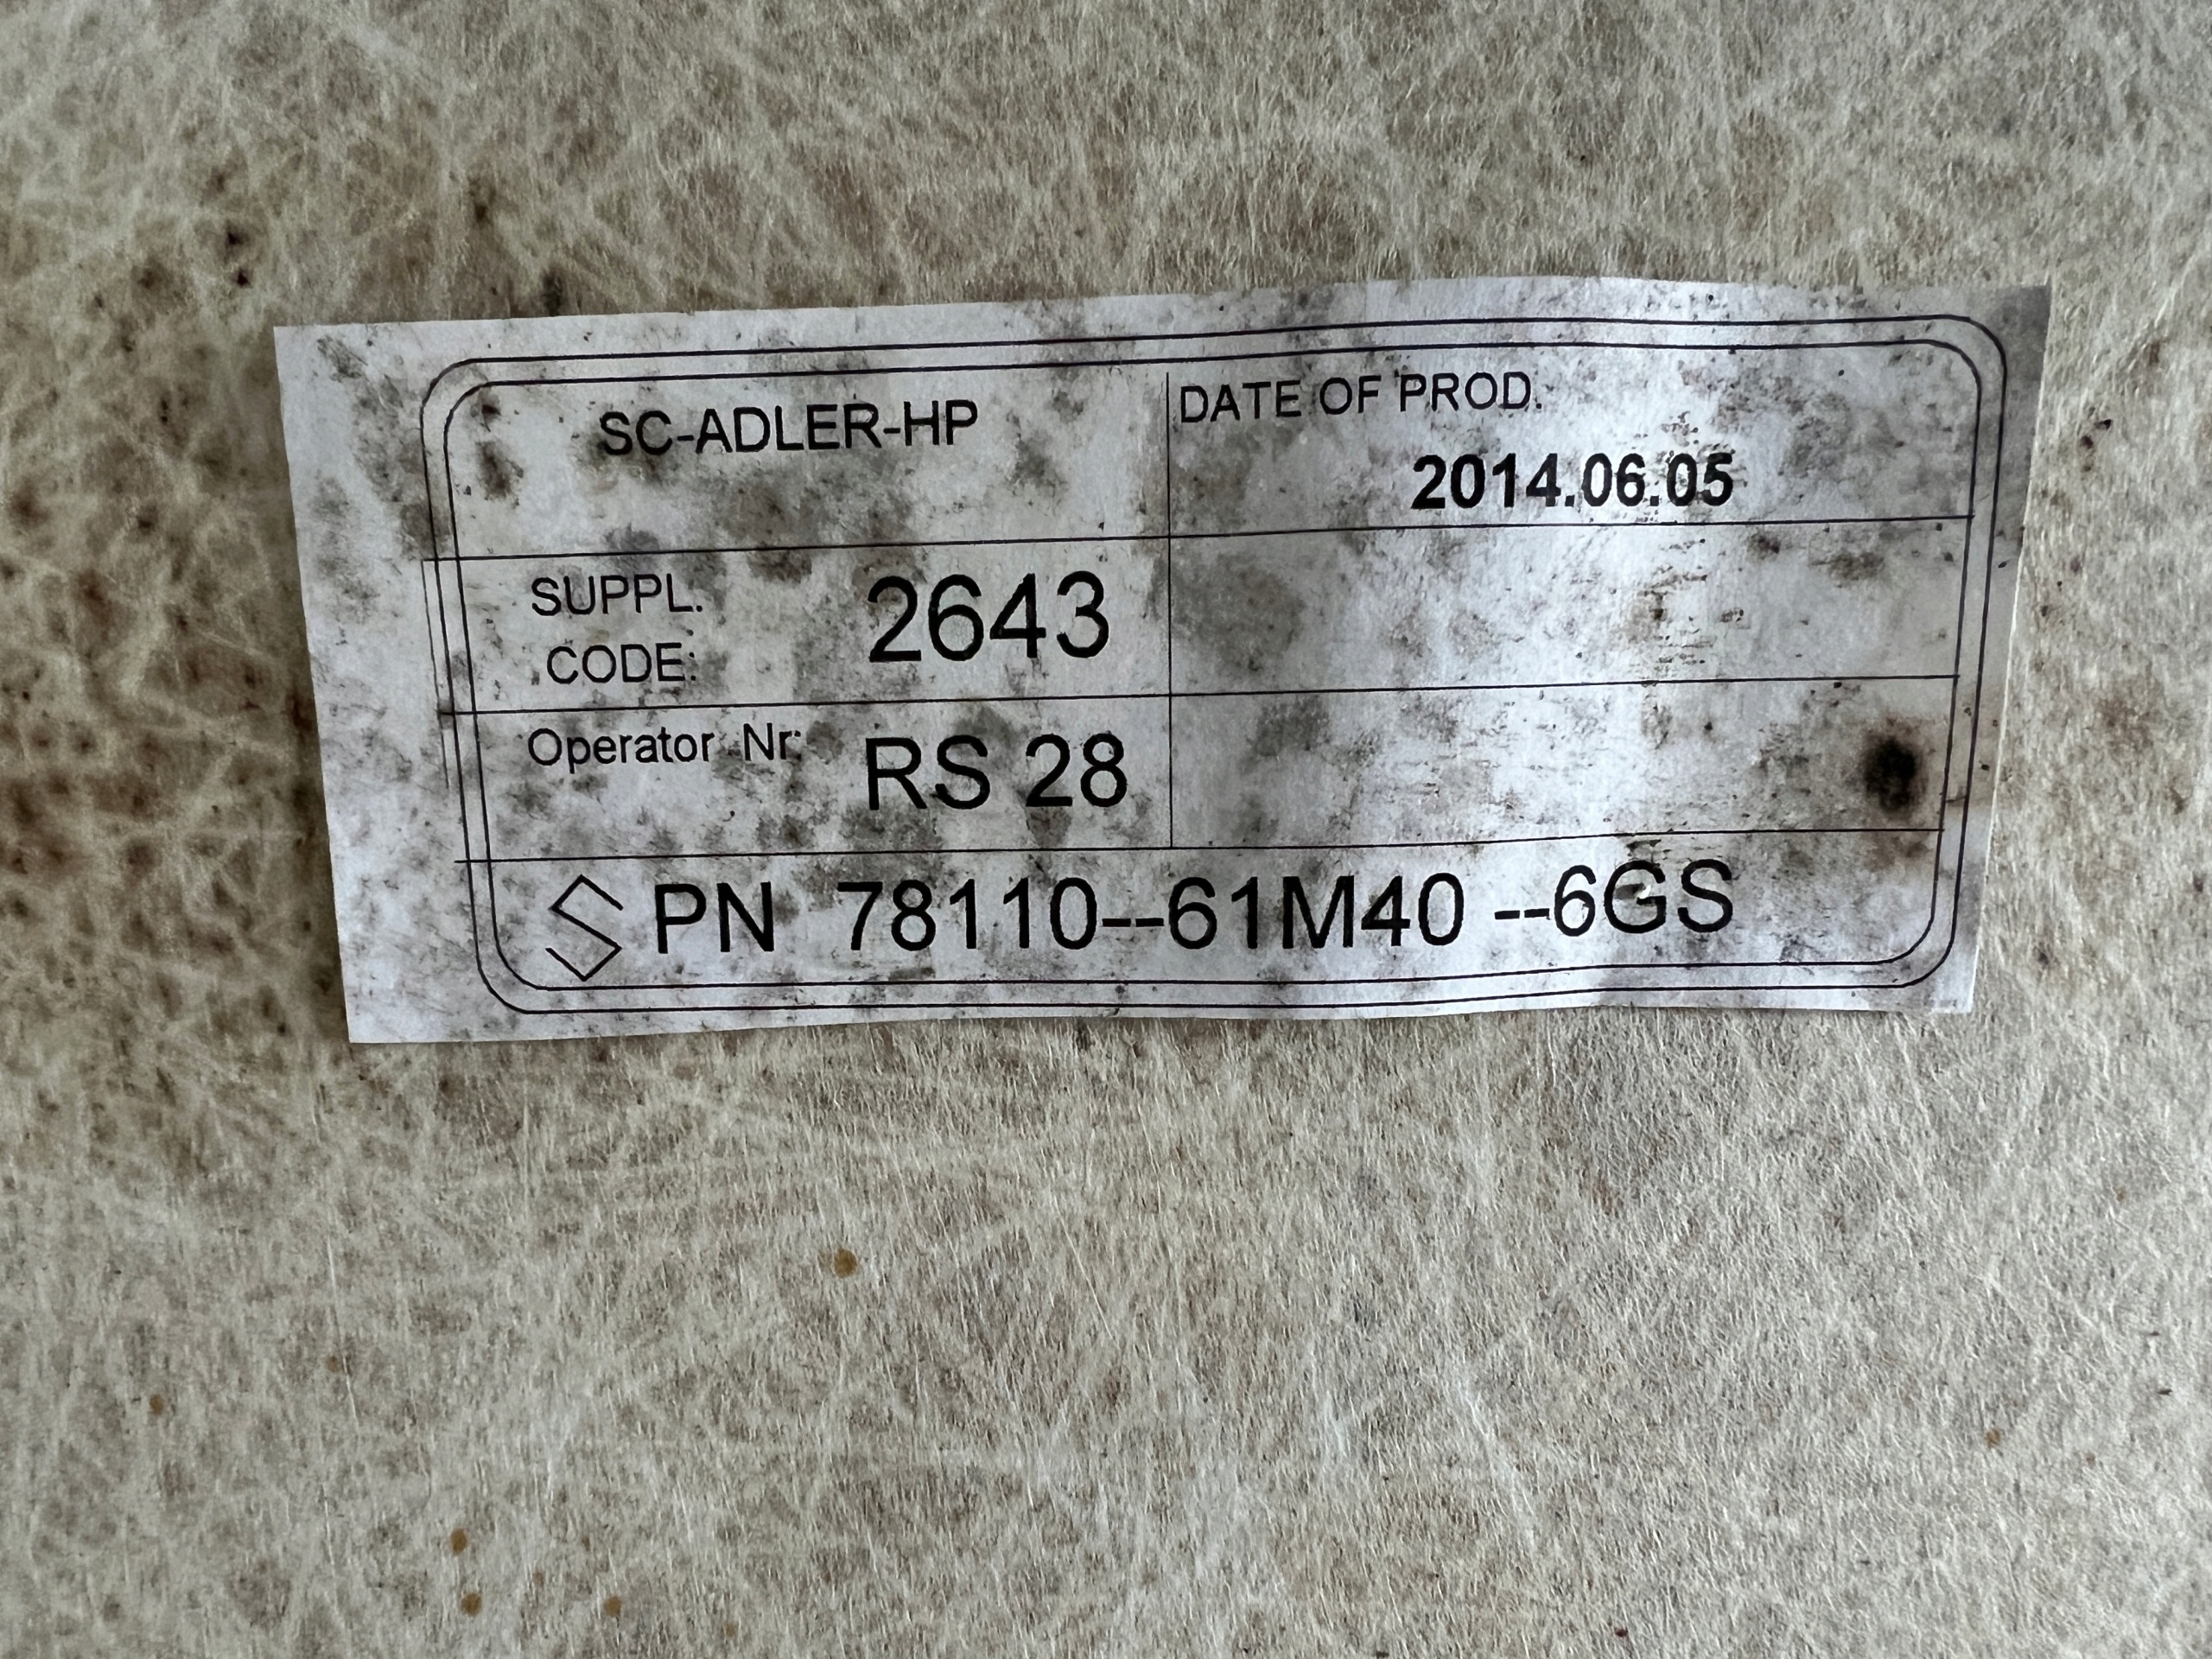 SC-ADLER-HP
DATE OF PROD.
2014.06.05
SUPPL.
CODE:
2643
Operator Nr:
RS 28
S PN 78110--61M40 --6GS